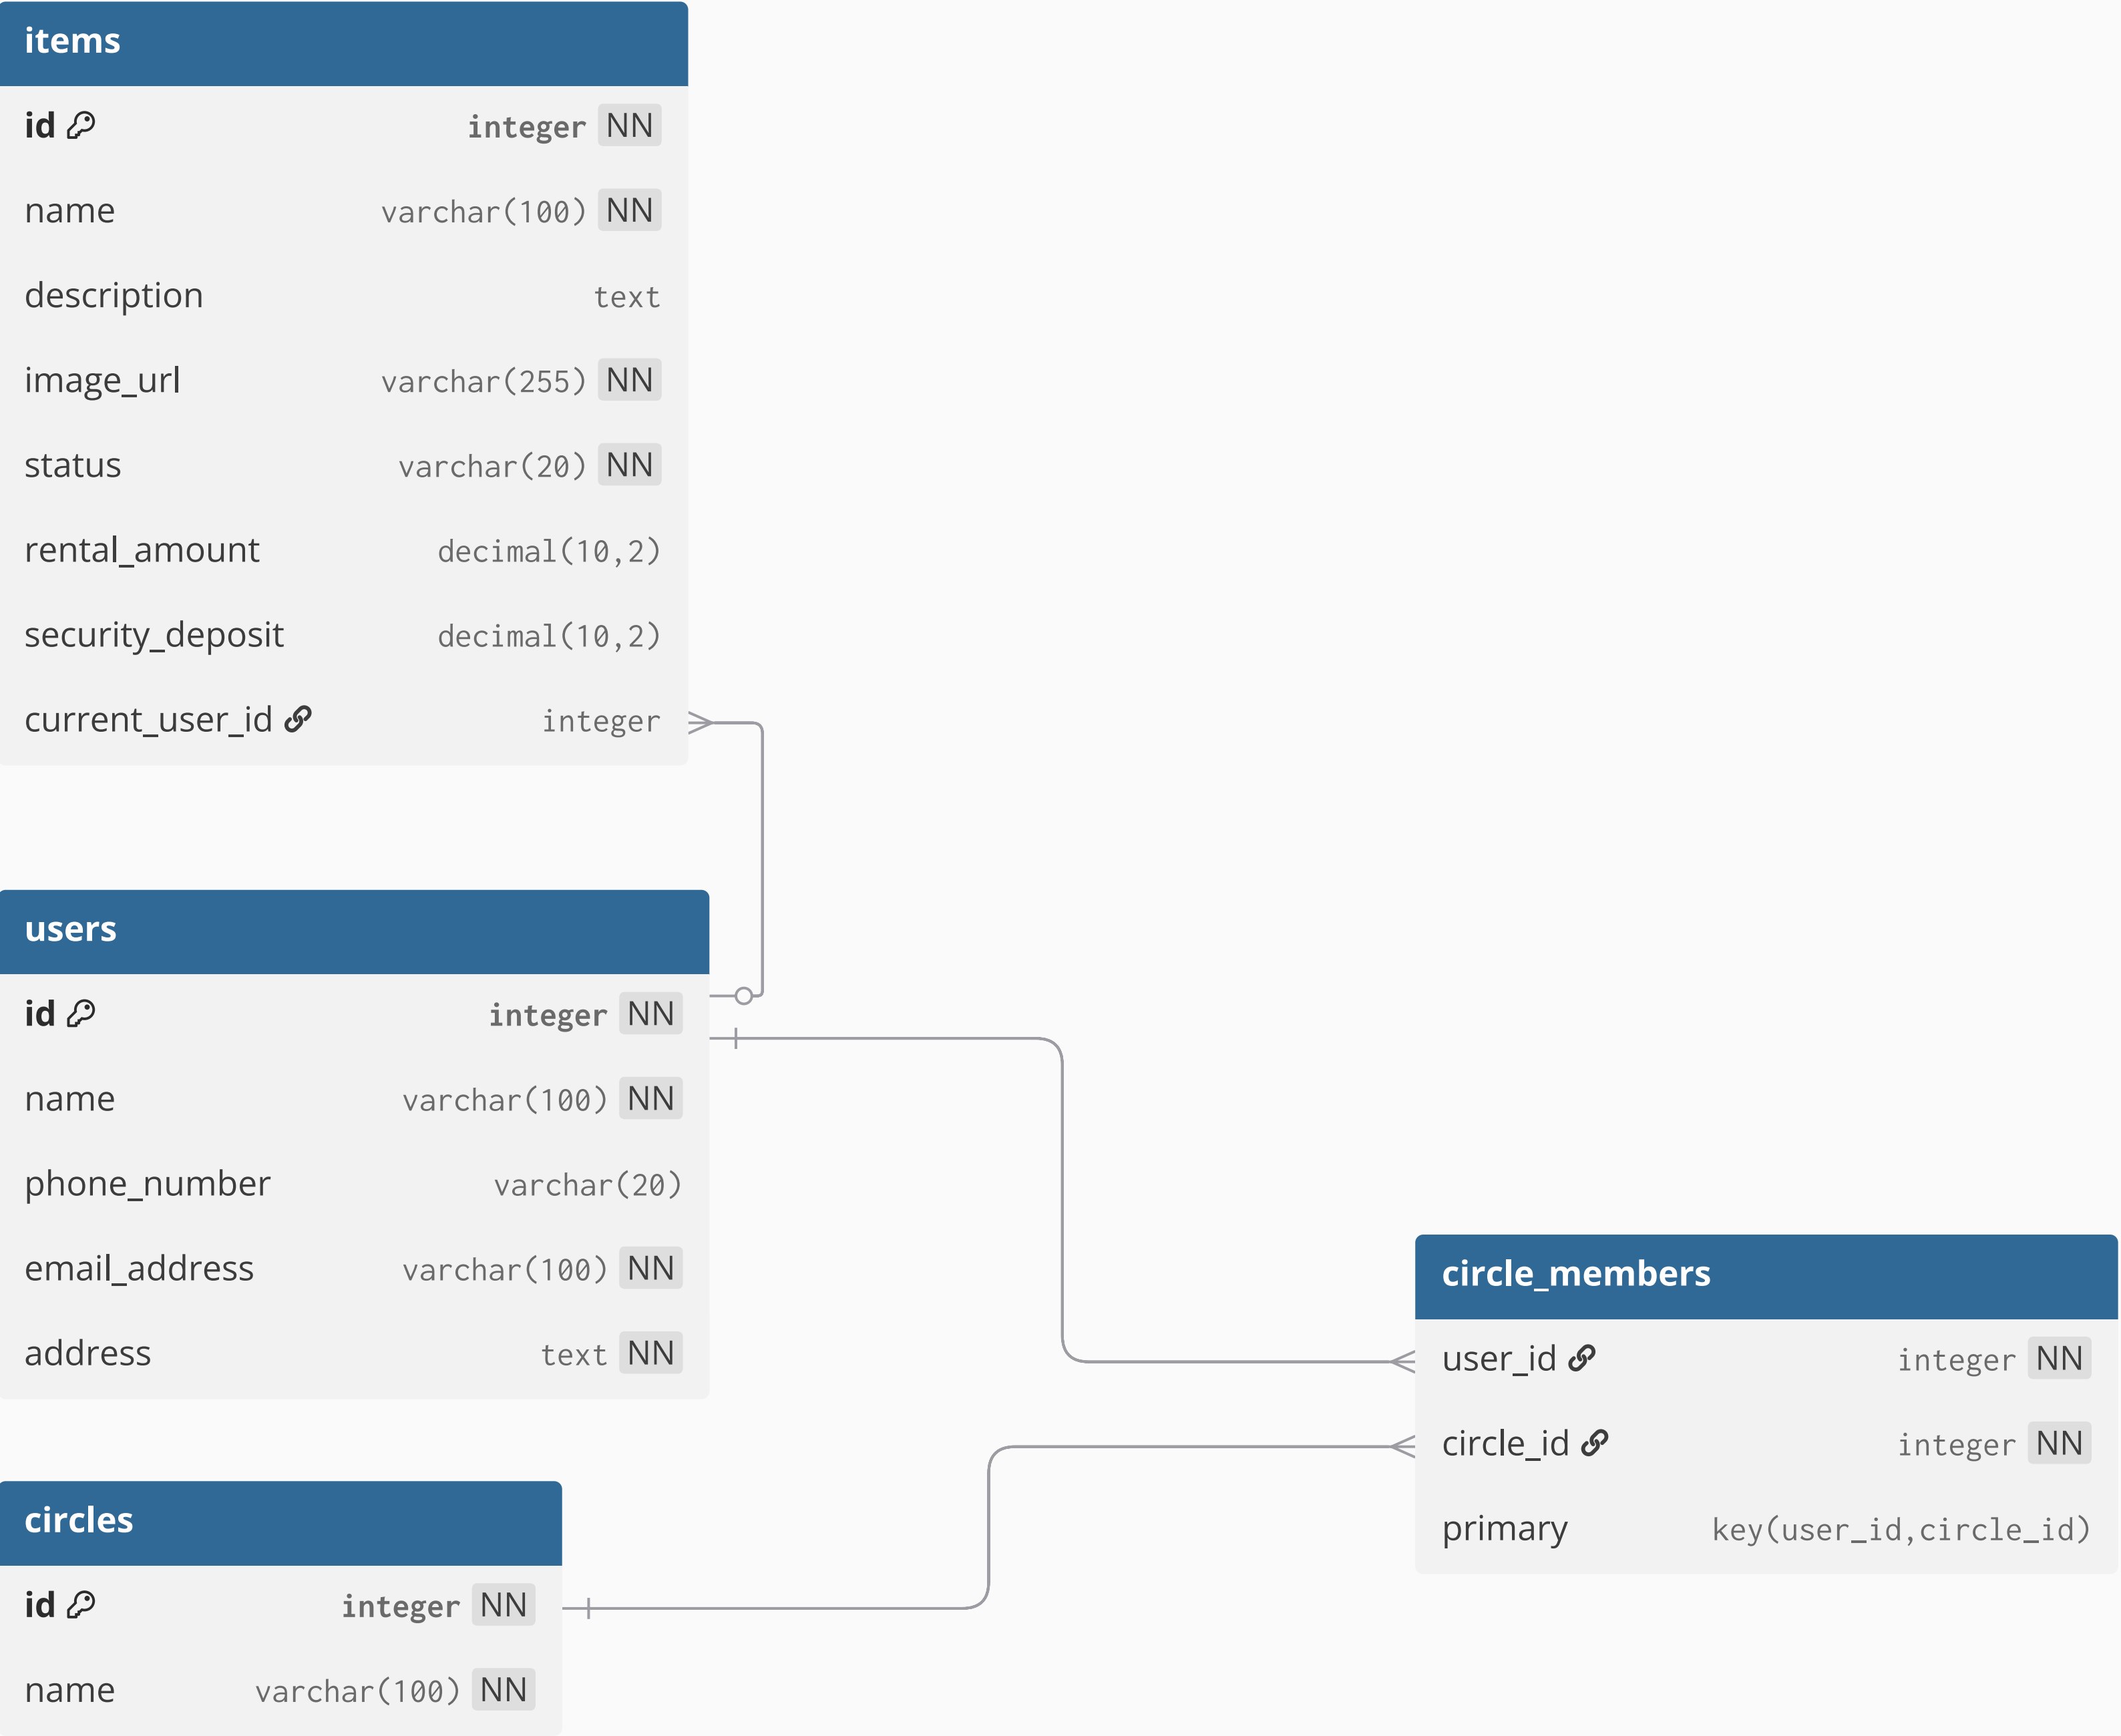 items
id integer NN
name varchar(100) NN
description text
image_url varchar(255) NN
status varchar(20) NN
rental_amount decimal(10,2)
security_deposit decimal(10,2)
current_user_id integer
users
id integer NN
name varchar(100) NN
phone_number varchar(20)
email_address varchar(100) NN
address text NN
circle_members
user_id integer NN
circle_id integer NN
primary key(user_id,circle_id)
circles
id integer NN
name varchar(100) NN